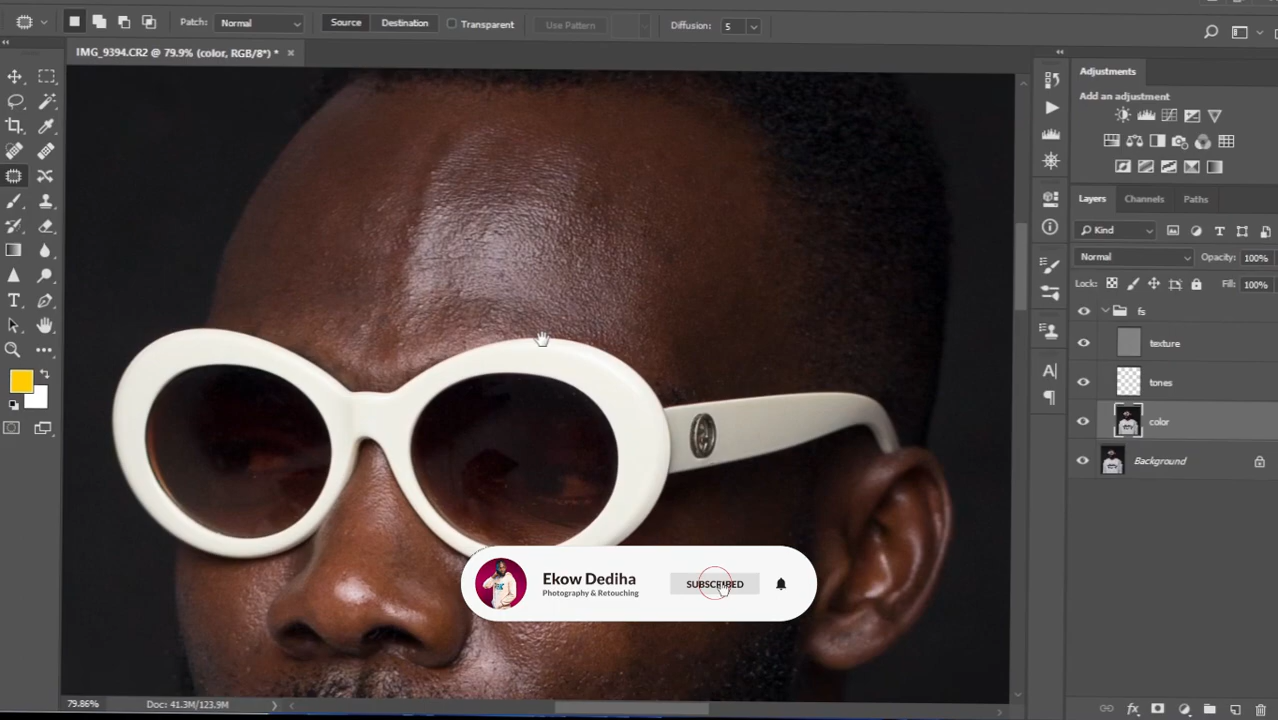 Patch: Normal Source Destination Transparent Use Pattern Diffusion: 5
IMG_9394.CR2 @ 79.9% (color, RGB/8*) * ×
Adjustments
Add an adjustment
Layers Channels Paths
Kind
Normal Opacity: 100%
Lock: Fill: 100%
fs
texture
tones
color
Background
Ekow Dediha
Photography & Retouching
SUBSCRIBED
79.86% Doc: 41.3M/123.9M